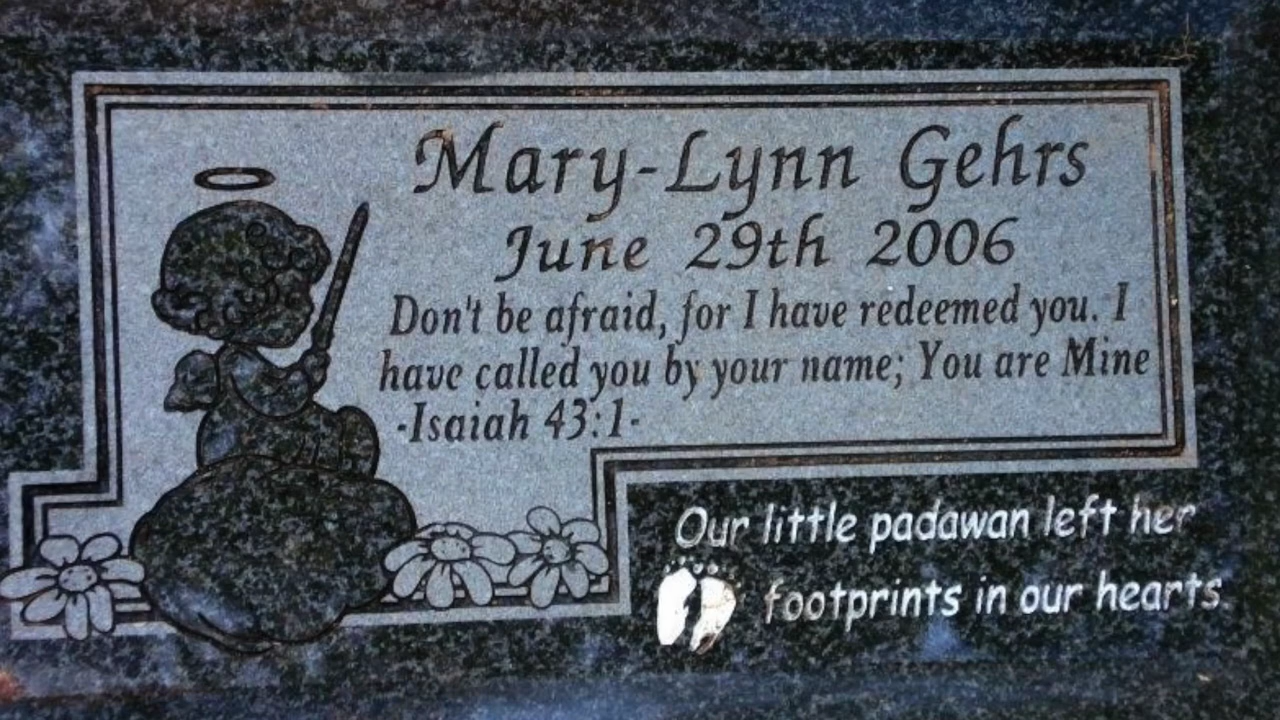 Mary-Lynn Gehrs
June 29th 2006
Don't be afraid, for I have redeemed you. I
have called you by your name; You are Mine
-Isaiah 43:1-
Our little padawan left her
footprints in our hearts.